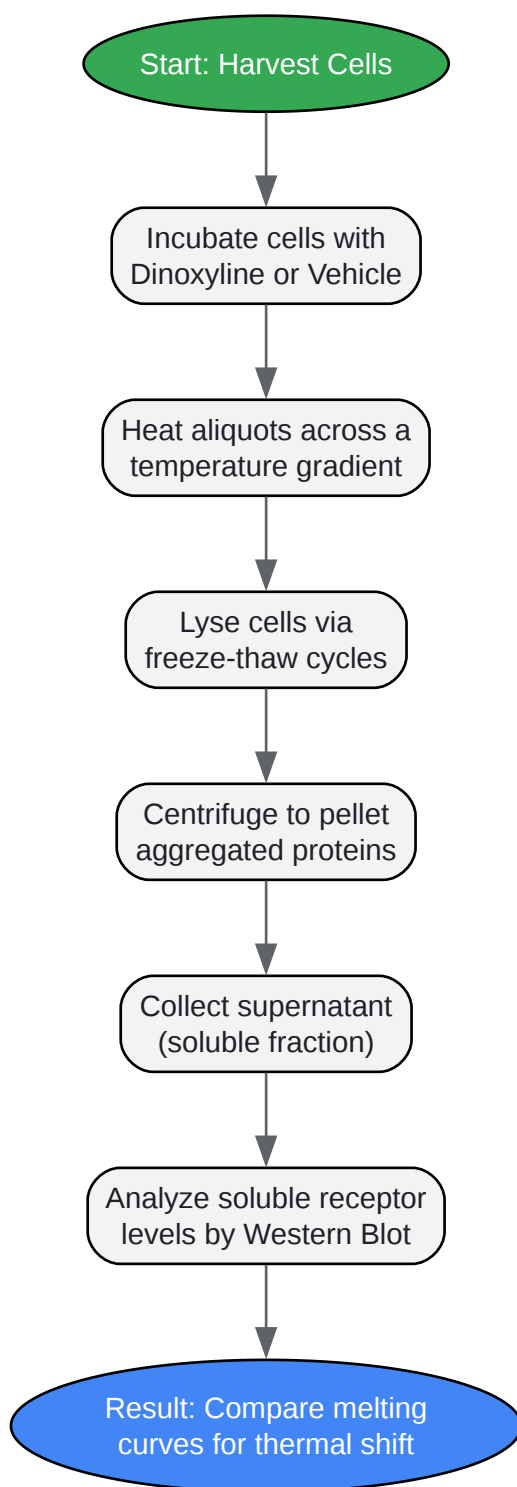 Start: Harvest Cells
Incubate cells with
Dinoxyline or Vehicle
Heat aliquots across a
temperature gradient
Lyse cells via
freeze-thaw cycles
Centrifuge to pellet
aggregated proteins
Collect supernatant
(soluble fraction)
Analyze soluble receptor
levels by Western Blot
Result: Compare melting
curves for thermal shift